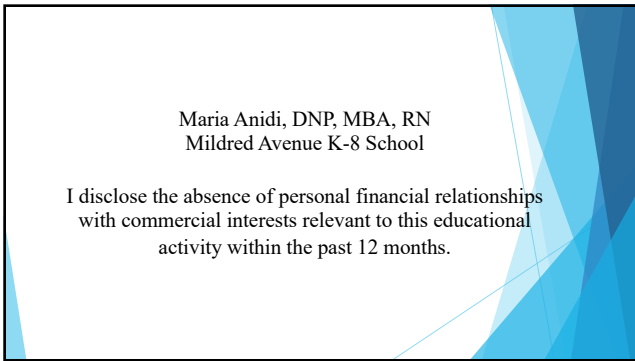 Maria Anidi, DNP, MBA, RN
Mildred Avenue K-8 School
I disclose the absence of personal financial relationships
with commercial interests relevant to this educational
activity within the past 12 months.